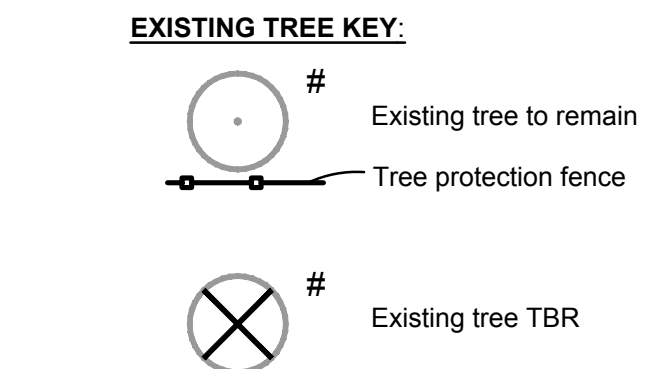 EXISTING TREE KEY:
#
Existing tree to remain
Tree protection fence
#
Existing tree TBR